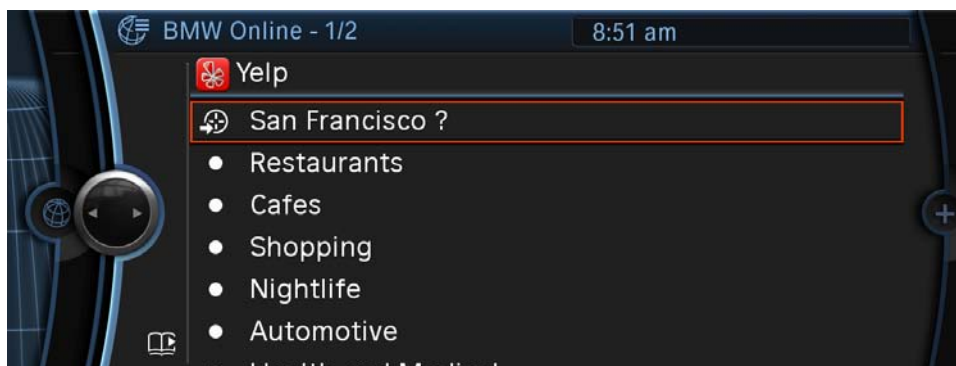 BMW Online - 1/2
8:51 am
Yelp
San Francisco ?
Restaurants
Cafes
Shopping
Nightlife
Automotive